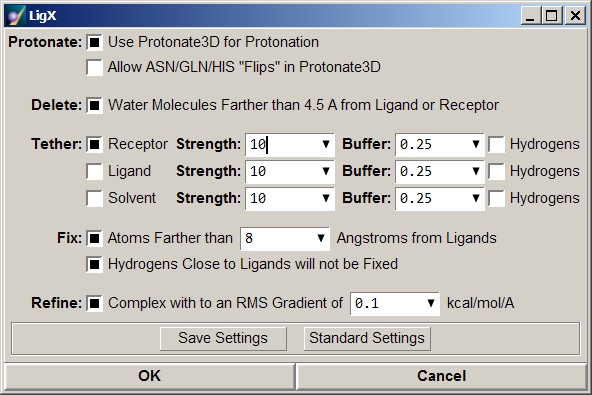 LigX
Protonate: Use Protonate3D for Protonation
Allow ASN/GLN/HIS "Flips" in Protonate3D
Delete: Water Molecules Farther than 4.5 A from Ligand or Receptor
Tether: Receptor Strength: 10 Buffer: 0.25 Hydrogens
Ligand Strength: 10 Buffer: 0.25 Hydrogens
Solvent Strength: 10 Buffer: 0.25 Hydrogens
Fix: Atoms Farther than 8 Angstroms from Ligands
Hydrogens Close to Ligands will not be Fixed
Refine: Complex with to an RMS Gradient of 0.1 kcal/mol/A
Save Settings Standard Settings
OK Cancel